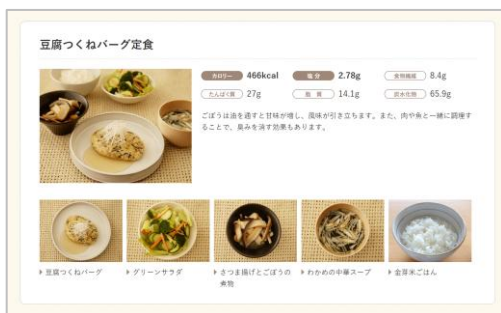 豆腐つくねバーグ定食
カロリー 466kcal 塩分 2.78g 食物繊維 8.4g
たんぱく質 27g 脂質 14.1g 炭水化物 65.9g
ごぼうは油を通すと甘味が増し、風味が引き立ちます。また、肉や魚と一緒に調理す
ることで、臭みを消す効果もあります。
豆腐つくねバーグ
グリーンサラダ
さつま揚げとごぼうの
煮物
わかめの中華スープ
金芽米ごはん